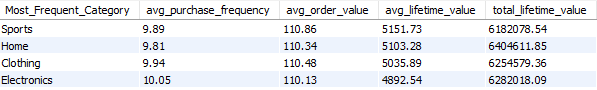 Most_Frequent_Category avg_purchase_frequency avg_order_value avg_lifetime_value total_lifetime_value
Sports 9.89 110.86 5151.73 6182078.54
Home 9.81 110.34 5103.28 6404611.85
Clothing 9.94 110.48 5035.89 6254579.36
Electronics 10.05 110.13 4892.54 6282018.09